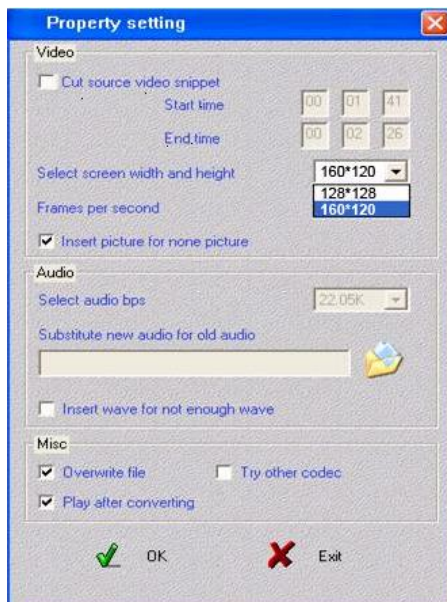 Property setting
Video
Cut source video snippet
Start time 00 01 41
End.time 00 02 26
Select screen width and height 160*120
128*128
Frames per second 160*120
Insert picture for none picture
Audio
Select audio bps 22.05K
Substitute new audio for old audio
Insert wave for not enough wave
Misc
Overwrite file Try other codec
Play after converting
OK Exit